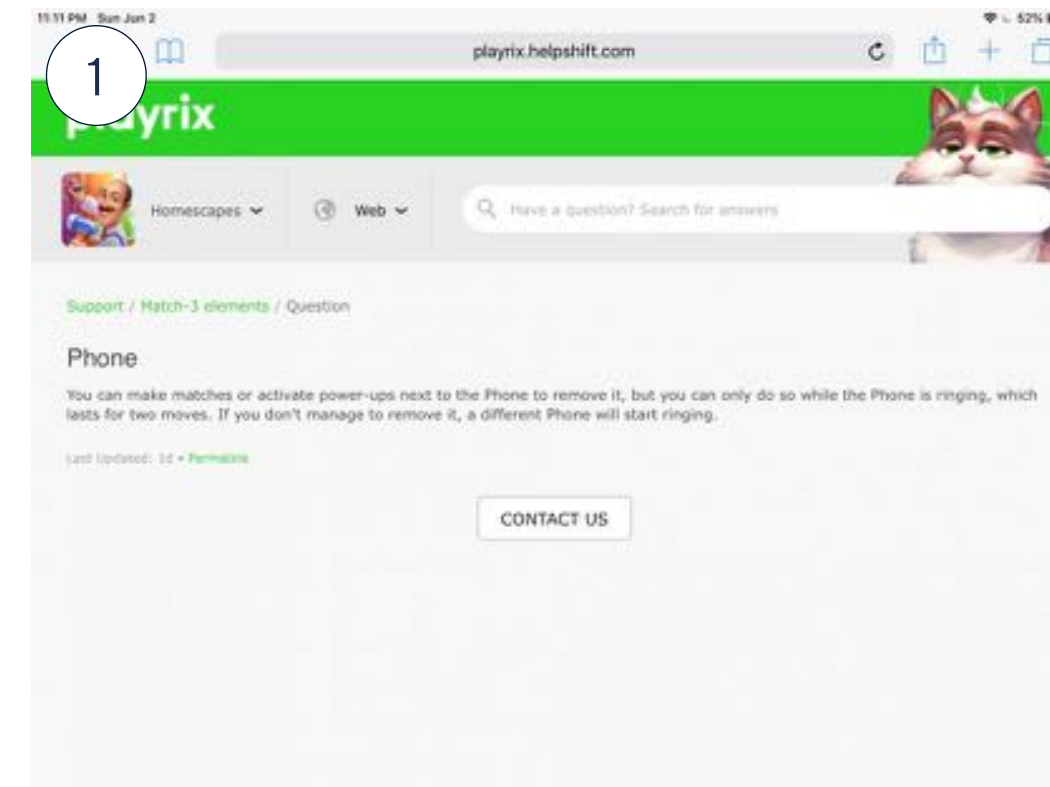 11:11 PM Sun Jun 2
52%
1
playrix.helpshift.com
yrix
Homescapes
Web
Have a question? Search for answers
Support / Match-3 elements / Question
Phone
You can make matches or activate power-ups next to the Phone to remove it, but you can only do so while the Phone is ringing, which
lasts for two moves. If you don't manage to remove it, a different Phone will start ringing.
Last Updated: 1d • Permalink
CONTACT US